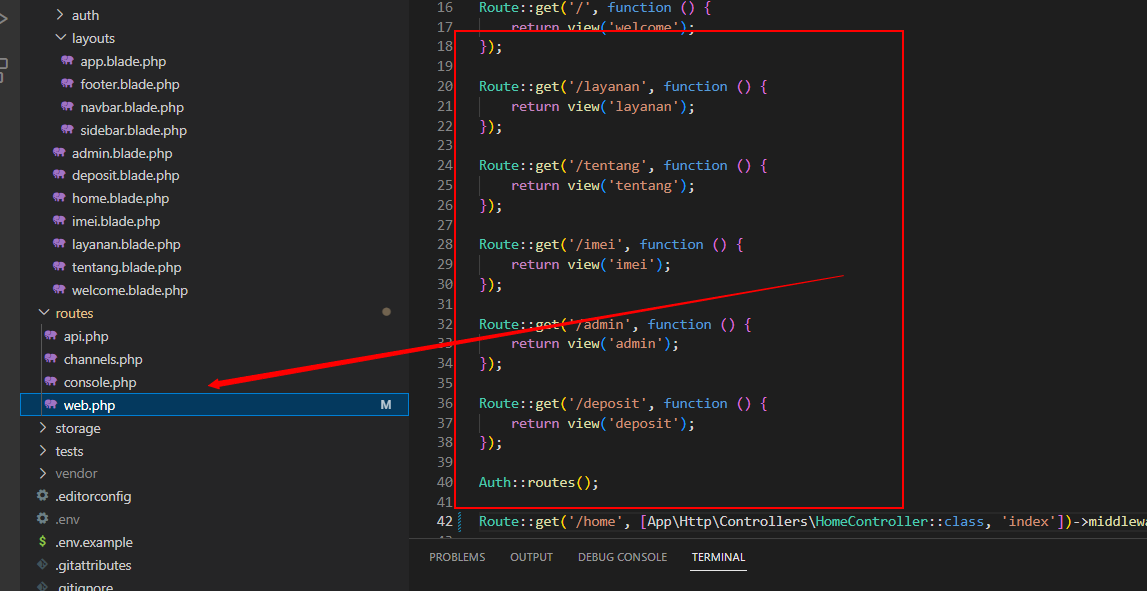 auth
layouts
app.blade.php
footer.blade.php
navbar.blade.php
sidebar.blade.php
admin.blade.php
deposit.blade.php
home.blade.php
imei.blade.php
layanan.blade.php
tentang.blade.php
welcome.blade.php
routes
api.php
channels.php
console.php
web.php M
storage
tests
vendor
.editorconfig
.env
$ .env.example
.gitattributes
.gitignore
16 Route::get('/', function () {
17 return view('welcome');
18 });
19
20 Route::get('/layanan', function () {
21 return view('layanan');
22 });
23
24 Route::get('/tentang', function () {
25 return view('tentang');
26 });
27
28 Route::get('/imei', function () {
29 return view('imei');
30 });
31
32 Route::get('/admin', function () {
33 return view('admin');
34 });
35
36 Route::get('/deposit', function () {
37 return view('deposit');
38 });
39
40 Auth::routes();
41
42 Route::get('/home', [App\Http\Controllers\HomeController::class, 'index'])->middlewa
PROBLEMS OUTPUT DEBUG CONSOLE TERMINAL